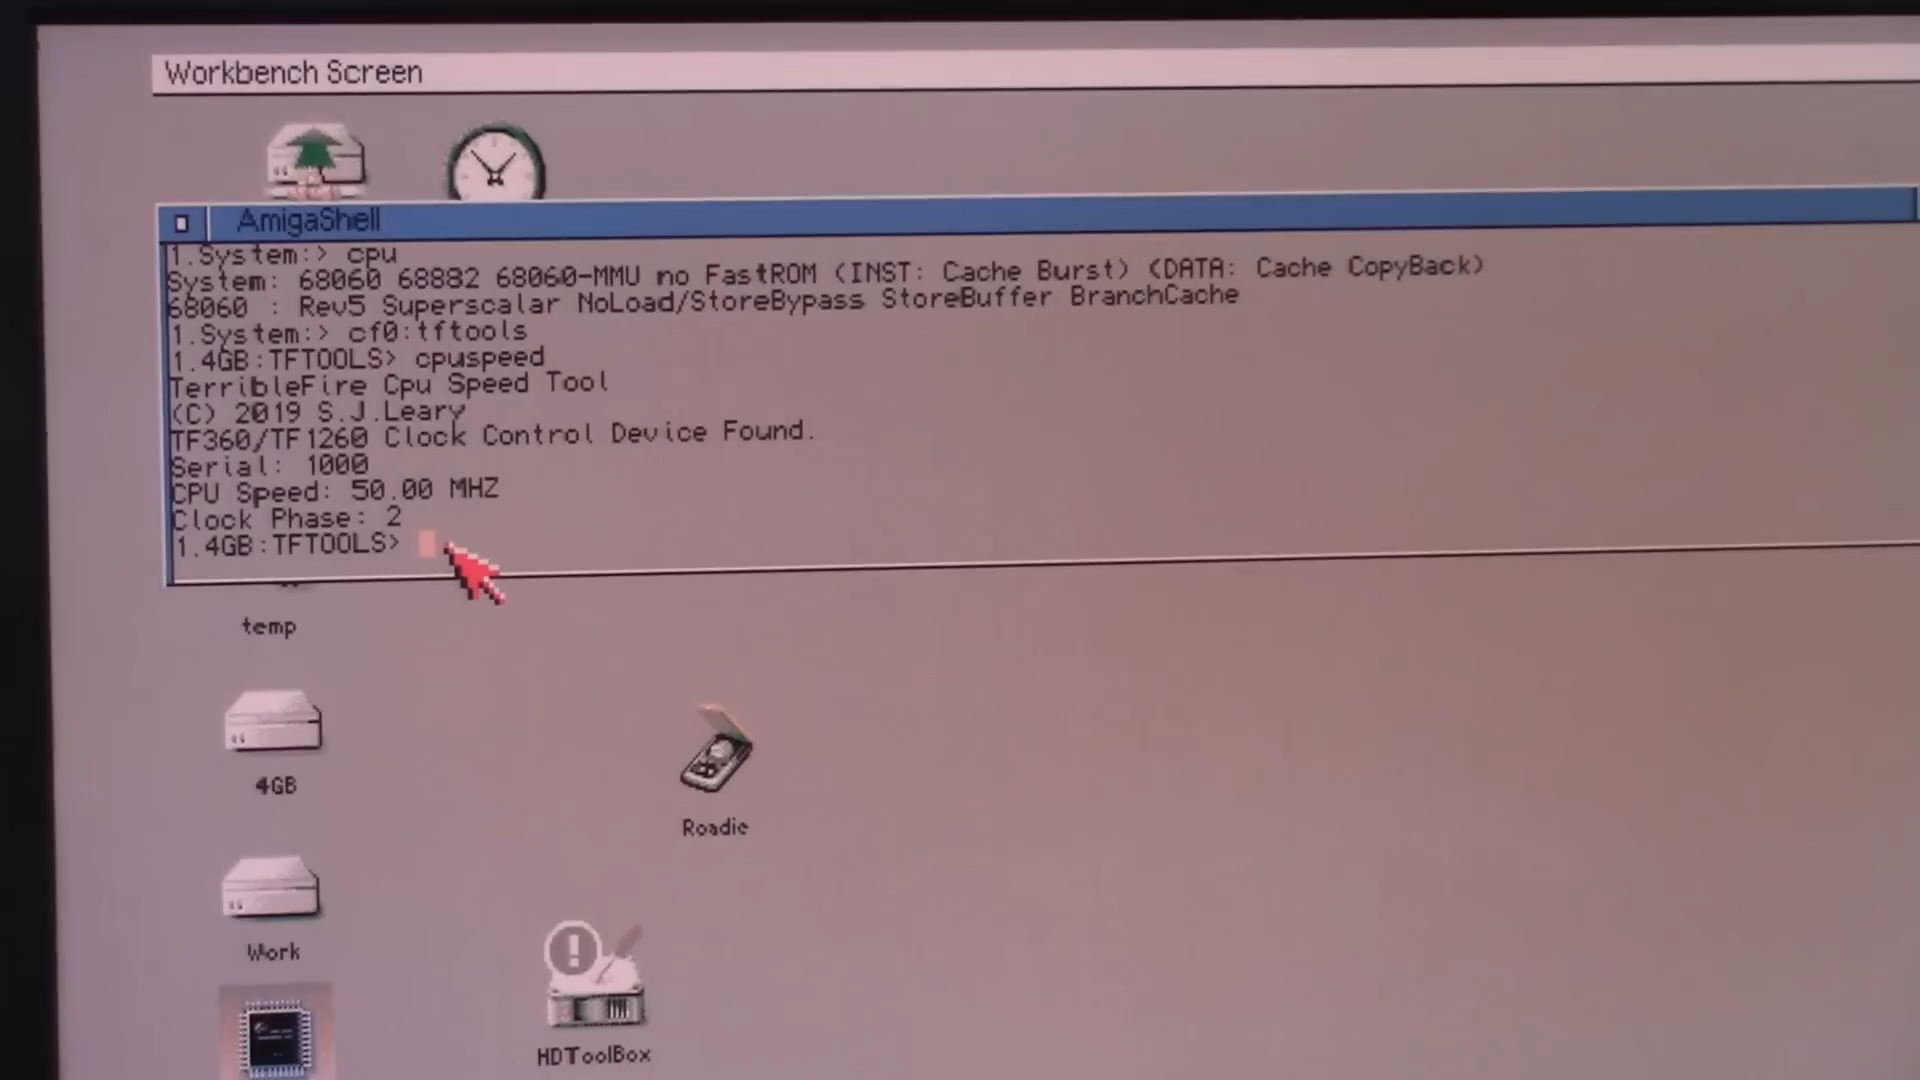 Workbench Screen
AmigaShell
1.System:> cpu
System: 68060 68882 68060-MMU no FastROM (INST: Cache Burst) (DATA: Cache CopyBack)
68060 : Rev5 Superscalar NoLoad/StoreBypass StoreBuffer BranchCache
1.System:> cf0:tftools
1.4GB:TFTOOLS> cpuspeed
TerribleFire Cpu Speed Tool
(C) 2019 S.J.Leary
TF360/TF1260 Clock Control Device Found.
Serial: 1000
CPU Speed: 50.00 MHZ
Clock Phase: 2
1.4GB:TFTOOLS>
temp
4GB
Roadie
Work
HDToolBox